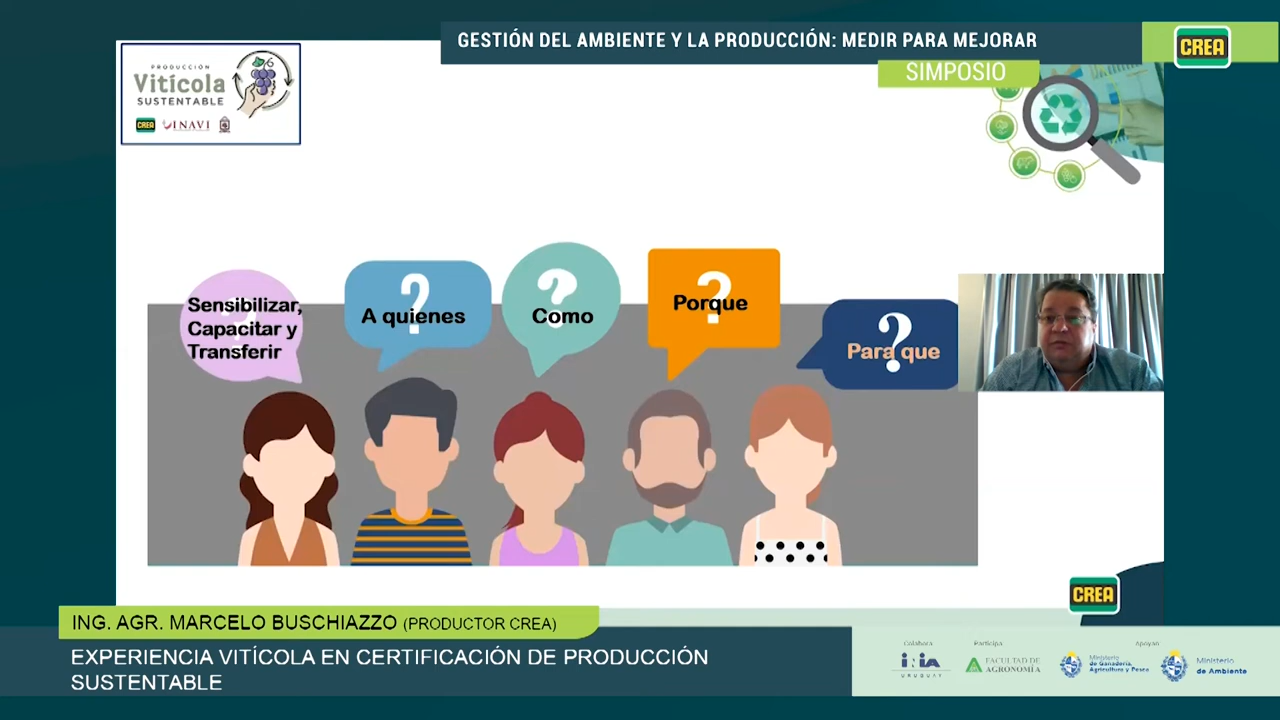 GESTIÓN DEL AMBIENTE Y LA PRODUCCIÓN: MEDIR PARA MEJORAR
SIMPOSIO
CREA
PRODUCCIÓN
Vitícola
SUSTENTABLE
CREA
INAVI
?
Sensibilizar,
Capacitar y
Transferir
?
A quienes
?
Como
?
Porque
?
Para que
CREA
ING. AGR. MARCELO BUSCHIAZZO (PRODUCTOR CREA)
EXPERIENCIA VITÍCOLA EN CERTIFICACIÓN DE PRODUCCIÓN
SUSTENTABLE
Colabora
inia
URUGUAY
Participa
FACULTAD DE
AGRONOMÍA
Apoyan
Ministerio
de Ganadería,
Agricultura y Pesca
Ministerio
de Ambiente